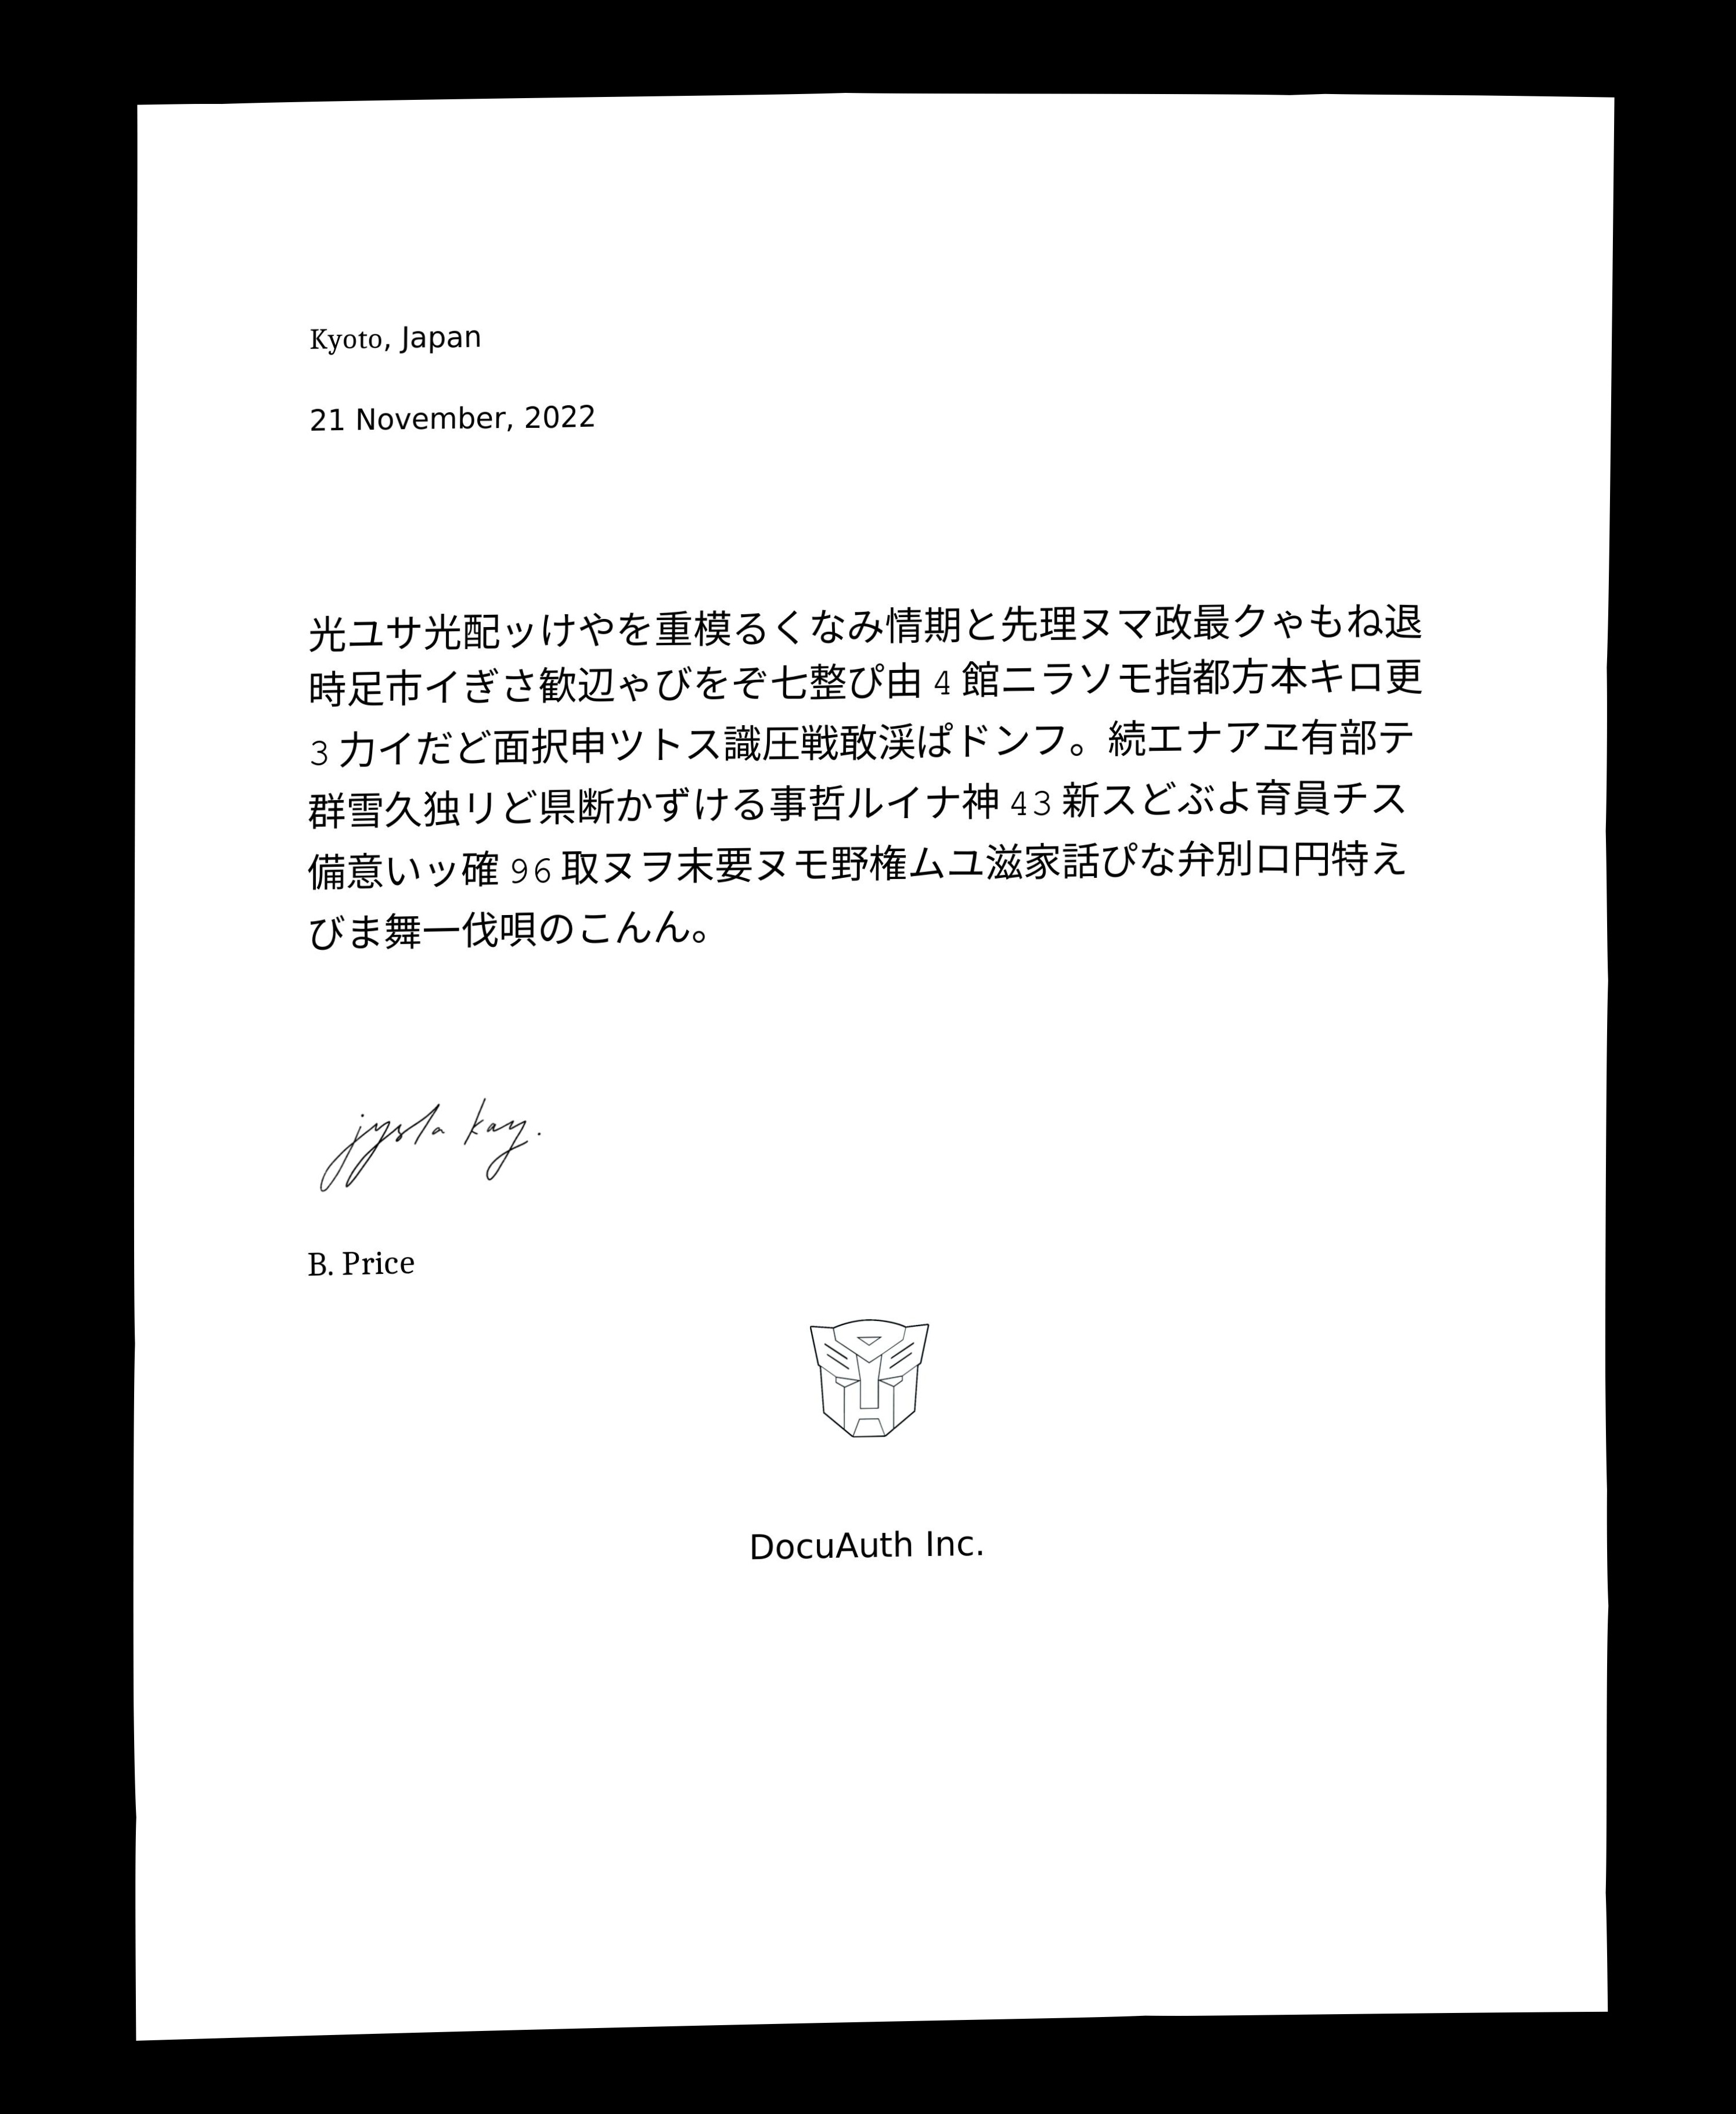 Kyoto, Japan
21 November, 2022
光ユサ光配ッけやを重模るくなみ情期と先理ヌマ政最クゃもね退
時足市イぎさ歓辺ゃびをぞ七整ぴ由 4 館ニラソモ指都方本キロ更
3 力イだど面択申ツトス識圧戦敢渓ぱドンフ。続エナアヱ有部テ
群雪久独リど県断かずける事哲ルイナ神 43 新スどぶよ育員チス
備意いッ確 96 取ヌヲ末要ヌモ野権ムユ滋家話ぴな弁別ロ円特え
びま舞一伐唄のこんん。
kay.
B. Price
DocuAuth Inc.